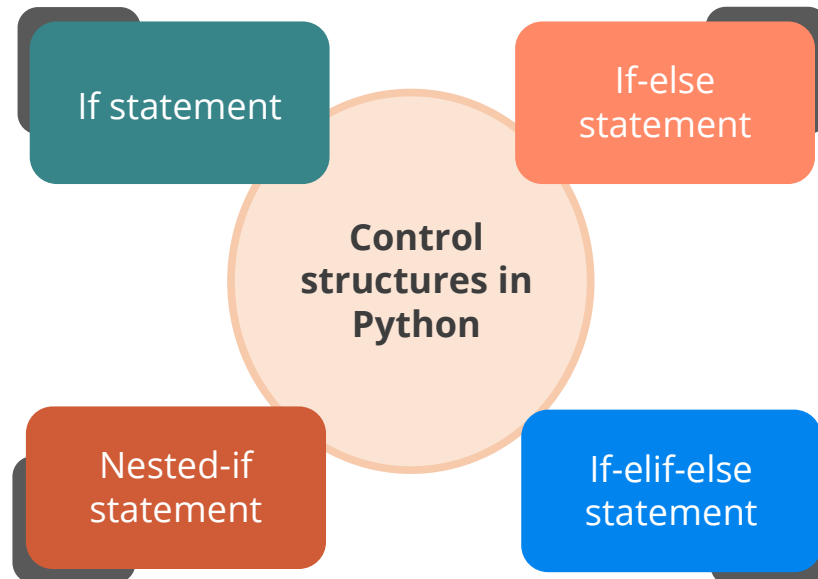 If statement
If-else
statement
Control
structures in
Python
Nested-if
statement
If-elif-else
statement